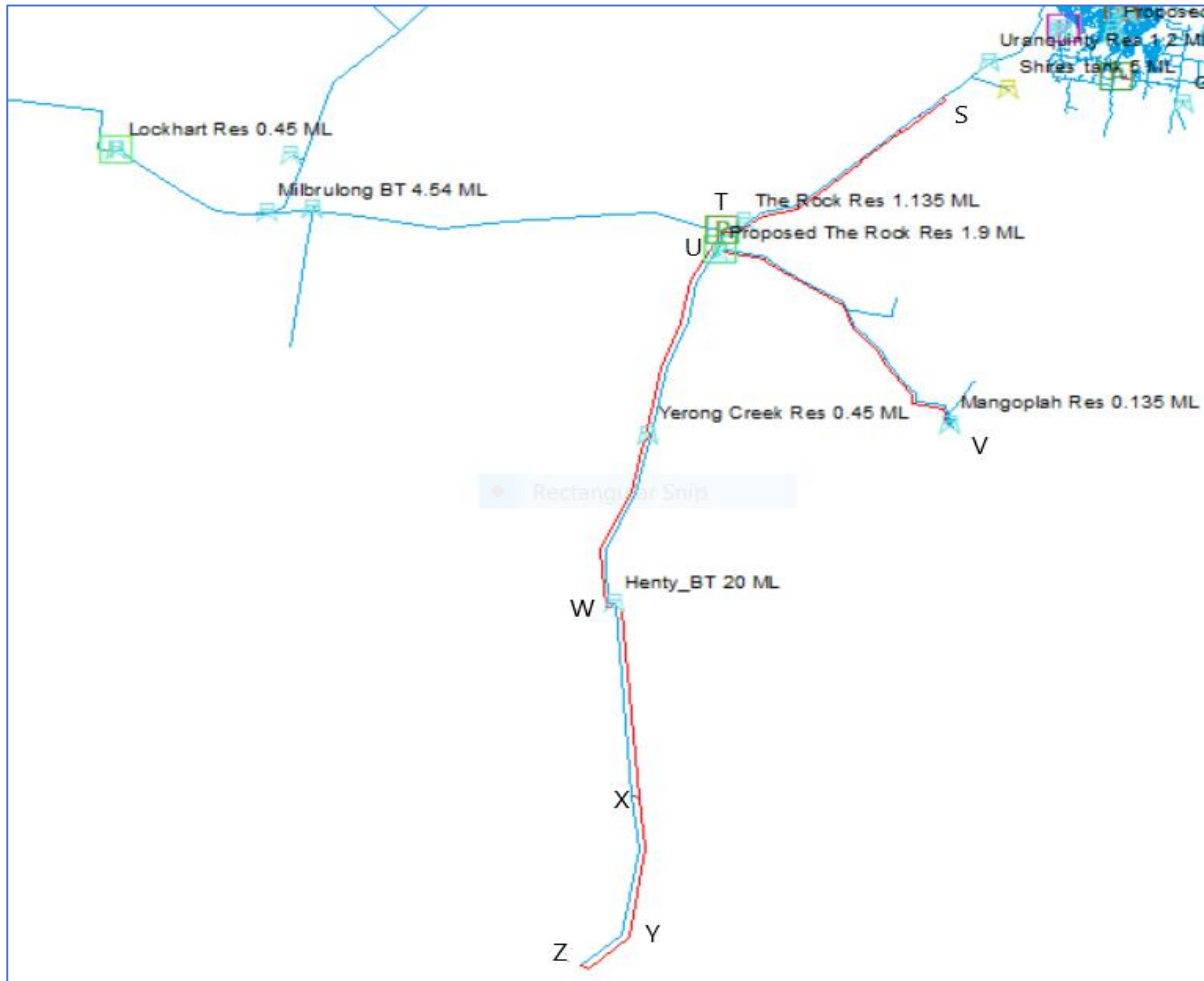 Proposed
Uranquinty Res 1.2 ML
Shires tank 5 ML
G
S
Lockhart Res 0.45 ML
Milbrulong BT 4.54 ML
T
The Rock Res 1.135 ML
U
Proposed The Rock Res 1.9 ML
Yerong Creek Res 0.45 ML
Mangoplah Res 0.135 ML
V
Rectangular Snip
Henty_BT 20 ML
W
X
Y
Z